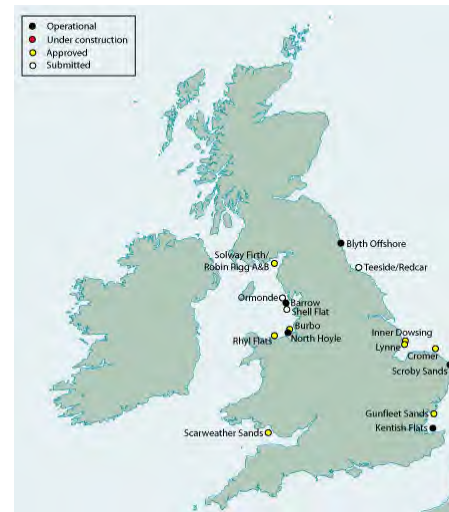 Operational
Under construction
Approved
Submitted
Blyth Offshore
Solway Firth/
Robin Rigg A&B
Teeside/Redcar
Ormonde
Barrow
Shell Flat
Burbo
North Hoyle
Rhyl Flats
Inner Dowsing
Lynne
Cromer
Scroby Sands
Gunfleet Sands
Kentish Flats
Scarweather Sands